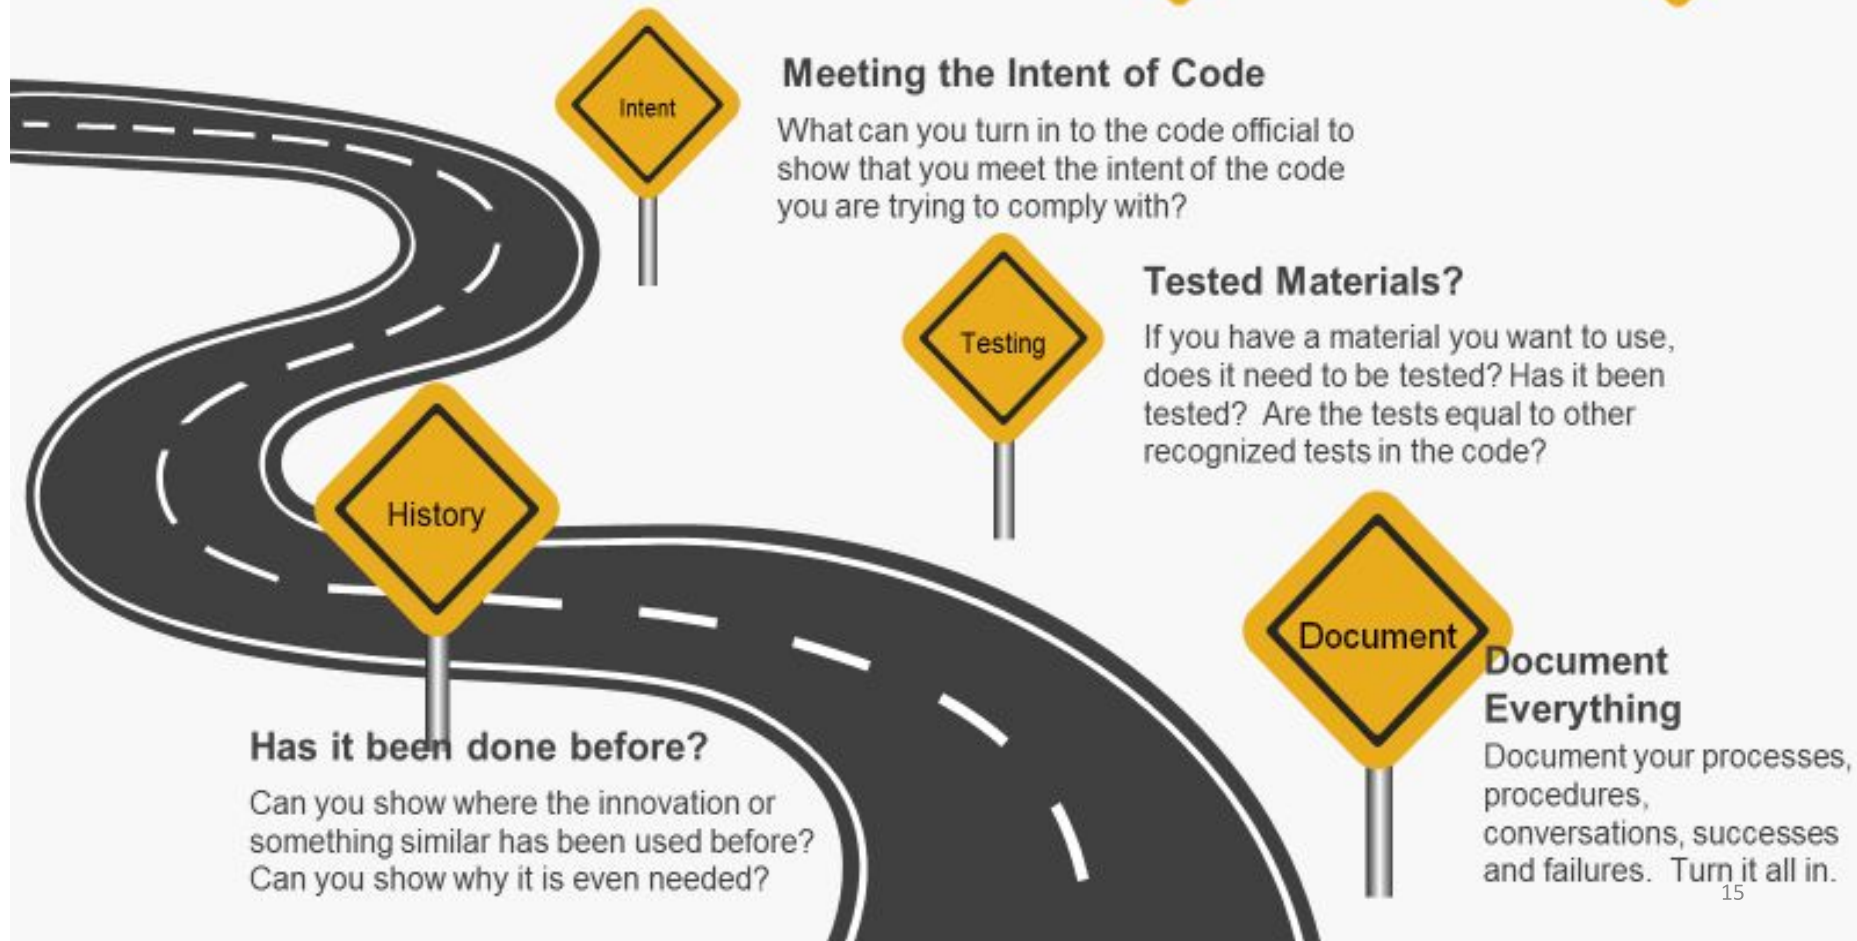 Intent
Meeting the Intent of Code
What can you turn in to the code official to
show that you meet the intent of the code
you are trying to comply with?
Testing
Tested Materials?
If you have a material you want to use,
does it need to be tested? Has it been
tested?  Are the tests equal to other
recognized tests in the code?
History
Has it been done before?
Can you show where the innovation or
something similar has been used before?
Can you show why it is even needed?
Document
Document
Everything
Document your processes,
procedures,
conversations, successes
and failures.  Turn it all in.
15